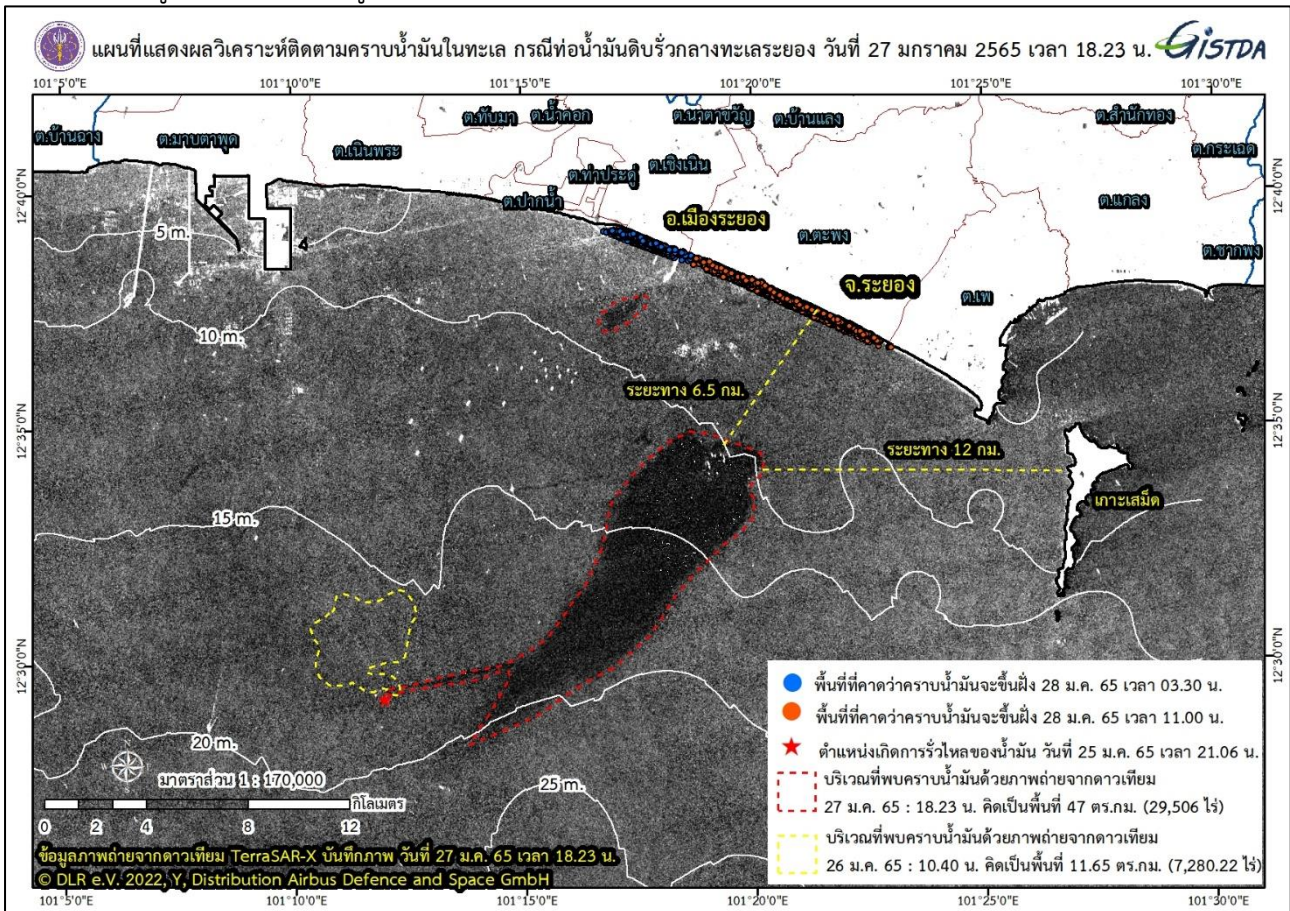 แผนที่แสดงผลวิเคราะห์ติดตามคราบน้ำมันในทะเล กรณีท่อน้ำมันดิบรั่วกลางทะเลระยอง วันที่ 27 มกราคม 2565 เวลา 18.23 น.
GISTDA
101°5'0"E 101°10'0"E 101°15'0"E 101°20'0"E 101°25'0"E 101°30'0"E
ต.ทับมา ต.น้ำคอก ต.นาตาขวัญ ต.บ้านแลง ต.สำนักทอง
ต.บ้านฉาง ต.มาบตาพุด ต.เนินพระ ต.เชิงเนิน ต.กระเฉด
ต.ท่าประดู่
12°40'0"N ต.ปากน้ำ ต.แกลง 12°40'0"N
อ.เมืองระยอง
5 m. ต.ตะพง ต.ชากพง
จ.ระยอง
ต.เพ
10 m.
ระยะทาง 6.5 กม.
12°35'0"N 12°35'0"N
ระยะทาง 12 กม.
เกาะเสม็ด
15 m.
12°30'0"N 12°30'0"N
20 m.
25 m.
มาตราส่วน 1 : 170,000
กิโลเมตร
0 2 4 8 12
ข้อมูลภาพถ่ายจากดาวเทียม TerraSAR-X บันทึกภาพ วันที่ 27 ม.ค. 65 เวลา 18.23 น.
© DLR e.V. 2022, Y, Distribution Airbus Defence and Space GmbH
พื้นที่ที่คาดว่าคราบน้ำมันจะขึ้นฝั่ง 28 ม.ค. 65 เวลา 03.30 น.
พื้นที่ที่คาดว่าคราบน้ำมันจะขึ้นฝั่ง 28 ม.ค. 65 เวลา 11.00 น.
ตำแหน่งเกิดการรั่วไหลของน้ำมัน วันที่ 25 ม.ค. 65 เวลา 21.06 น.
บริเวณที่พบคราบน้ำมันด้วยภาพถ่ายจากดาวเทียม
27 ม.ค. 65 : 18.23 น. คิดเป็นพื้นที่ 47 ตร.กม. (29,506 ไร่)
บริเวณที่พบคราบน้ำมันด้วยภาพถ่ายจากดาวเทียม
26 ม.ค. 65 : 10.40 น. คิดเป็นพื้นที่ 11.65 ตร.กม. (7,280.22 ไร่)
101°5'0"E 101°10'0"E 101°15'0"E 101°20'0"E 101°25'0"E 101°30'0"E